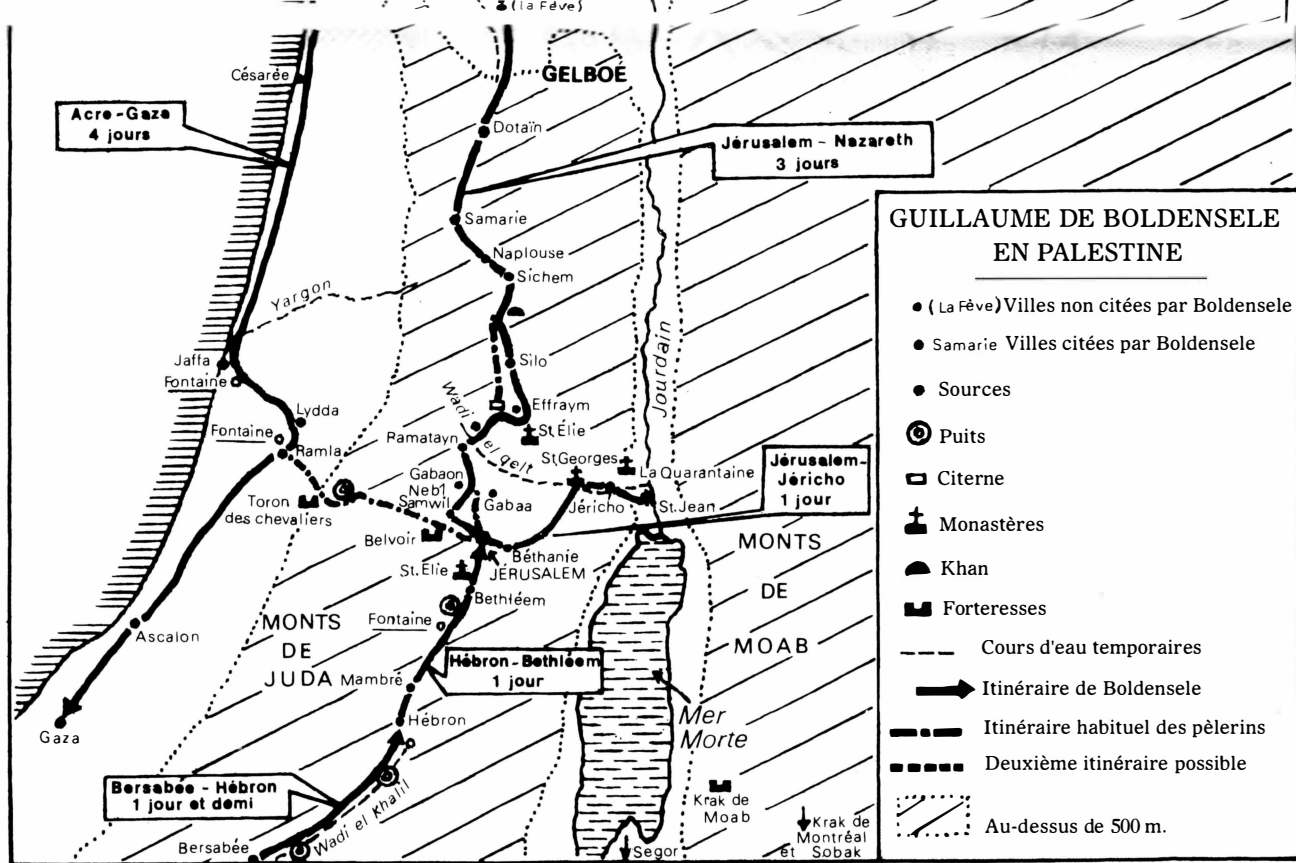 (La Fève)
Césarée
GELBOÉ
Acre-Gaza
4 jours
Dotaïn
Jérusalem - Nazareth
3 jours
Samarie
Naplouse
Sichem
Yargon
Jourdain
Jaffa
Fontaine
Silo
Lydda
Effraym
Fontaine
Wadi el qelt
St. Élie
Ramatayn
Ramla
St Georges
La Quarantaine
Jérusalem-
Jéricho
1 jour
Gabaon
Nebi
Samwil
Gabaa
Toron
des chevaliers
Jéricho
St. Jean
Belvoir
Béthanie
JÉRUSALEM
St. Elie
Bethléem
Fontaine
MONTS
DE
MOAB
Ascalon
MONTS
DE
JUDA
Mambré
Hébron-Bethléem
1 jour
Hébron
Gaza
Mer
Morte
Bersabée - Hébron
1 jour et demi
Wadi el Khalil
Bersabée
Krak de
Moab
Segor
Krak de
Montréal
et Sobak
GUILLAUME DE BOLDENSELE
EN PALESTINE
(La Fève) Villes non citées par Boldensele
Samarie Villes citées par Boldensele
Sources
Puits
Citerne
Monastères
Khan
Forteresses
Cours d'eau temporaires
Itinéraire de Boldensele
Itinéraire habituel des pèlerins
Deuxième itinéraire possible
Au-dessus de 500 m.